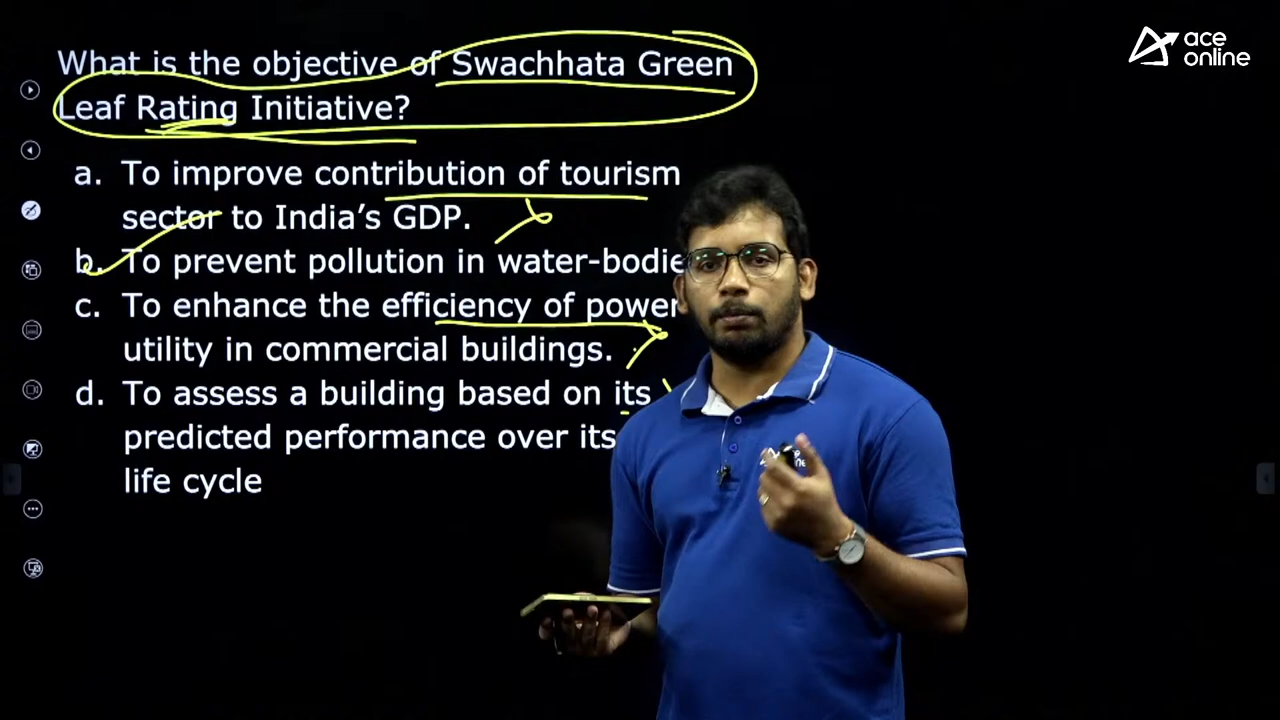 ace
online
What is the objective of Swachhata Green
Leaf Rating Initiative?
a. To improve contribution of tourism
sector to India's GDP.
b. To prevent pollution in water-bodie
c. To enhance the efficiency of power
utility in commercial buildings.
d. To assess a building based on its
predicted performance over its
life cycle